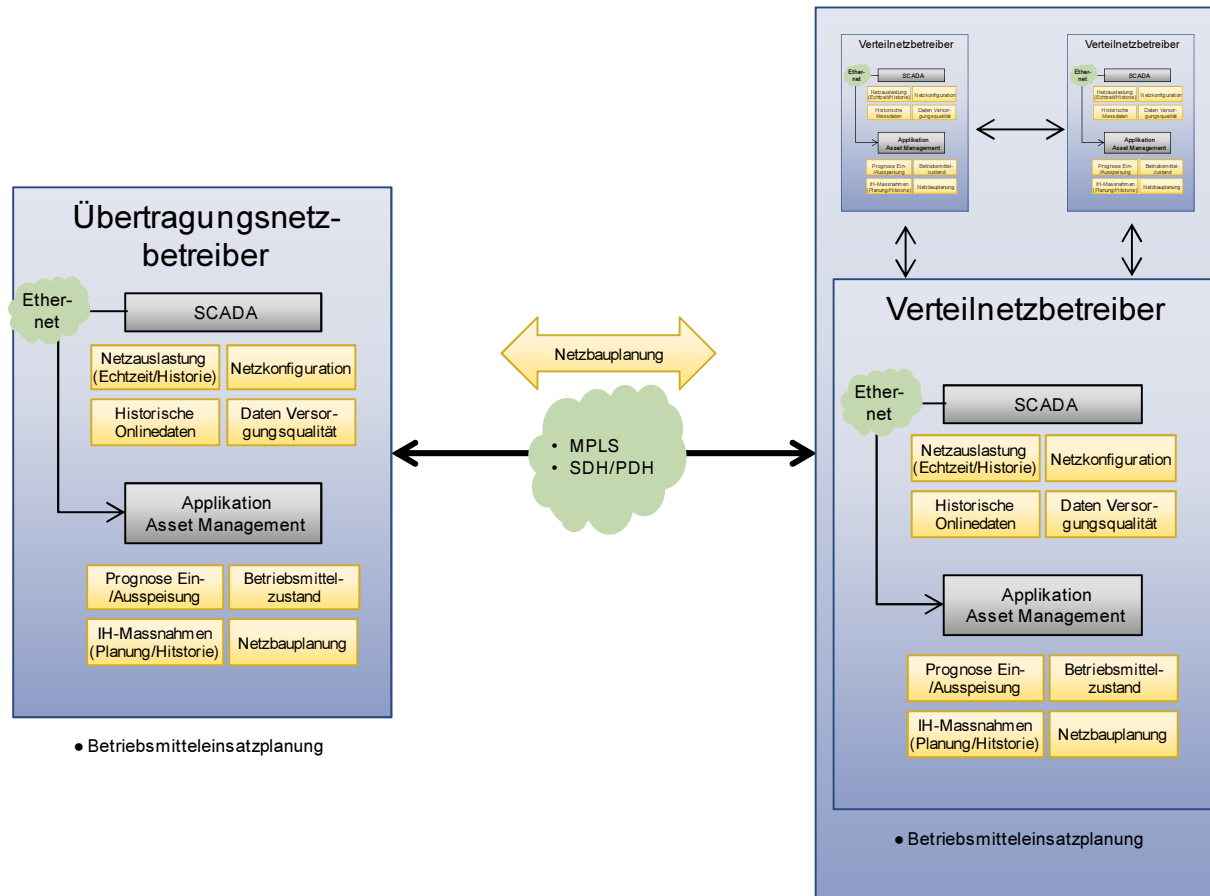 Übertragungsnetz-
betreiber
Ether-
net
SCADA
Netzauslastung
(Echtzeit/Historie)
Netzkonfiguration
Historische
Onlinedaten
Daten Versor-
gungsqualität
Applikation
Asset Management
Prognose Ein-
/Ausspeisung
Betriebsmittel-
zustand
IH-Massnahmen
(Planung/Hitstorie)
Netzbauplanung
● Betriebsmitteleinsatzplanung
Netzbauplanung
• MPLS
• SDH/PDH
Verteilnetzbetreiber
Ether-
net
SCADA
Netzauslastung
(Echtzeit/Historie)
Netzkonfiguration
Historische
Messdaten
Daten Versor-
gungsqualität
Applikation
Asset Management
Prognose Ein-
/Ausspeisung
Betriebsmittel-
zustand
IH-Massnahmen
(Planung/Hitstorie)
Netzbauplanung
Verteilnetzbetreiber
Ether-
net
SCADA
Netzauslastung
(Echtzeit/Historie)
Netzkonfiguration
Historische
Messdaten
Daten Versor-
gungsqualität
Applikation
Asset Management
Prognose Ein-
/Ausspeisung
Betriebsmittel-
zustand
IH-Massnahmen
(Planung/Hitstorie)
Netzbauplanung
Verteilnetzbetreiber
Ether-
net
SCADA
Netzauslastung
(Echtzeit/Historie)
Netzkonfiguration
Historische
Onlinedaten
Daten Versor-
gungsqualität
Applikation
Asset Management
Prognose Ein-
/Ausspeisung
Betriebsmittel-
zustand
IH-Massnahmen
(Planung/Hitstorie)
Netzbauplanung
● Betriebsmitteleinsatzplanung